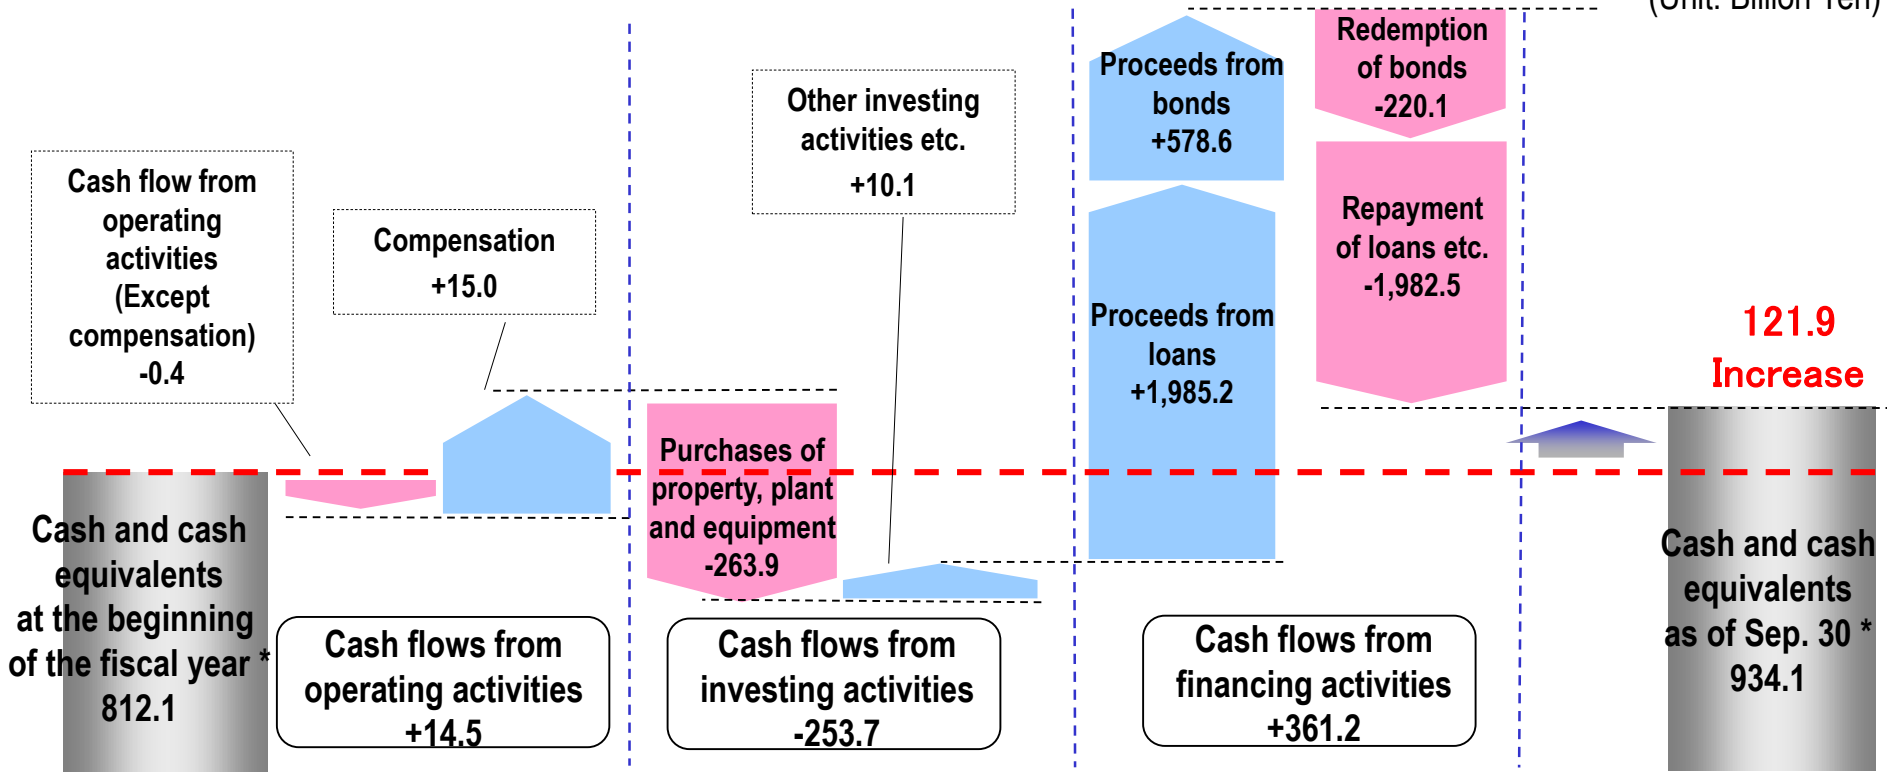 (Unit: Billion Yen)
Cash flow from
operating
activities
(Except
compensation)
-0.4
Compensation
+15.0
Other investing
activities etc.
+10.1
Proceeds from
bonds
+578.6
Redemption
of bonds
-220.1
Repayment
of loans etc.
-1,982.5
Proceeds from
loans
+1,985.2
121.9
Increase
Purchases of
property, plant
and equipment
-263.9
Cash and cash
equivalents
at the beginning
of the fiscal year *
812.1
Cash flows from
operating activities
+14.5
Cash flows from
investing activities
-253.7
Cash flows from
financing activities
+361.2
Cash and cash
equivalents
as of Sep. 30 *
934.1